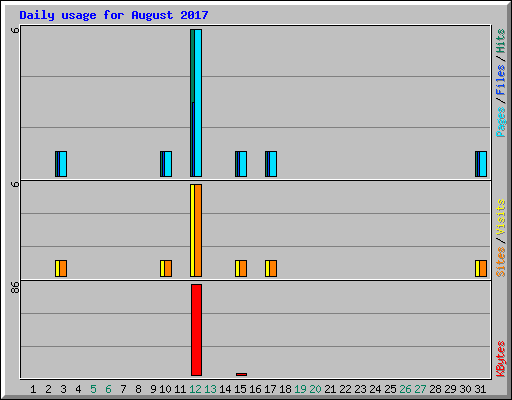 Daily usage for August 2017
6
Pages / Files / Hits
6
Sites / Visits
86
KBytes
1 2 3 4 5 6 7 8 9 10 11 12 13 14 15 16 17 18 19 20 21 22 23 24 25 26 27 28 29 30 31